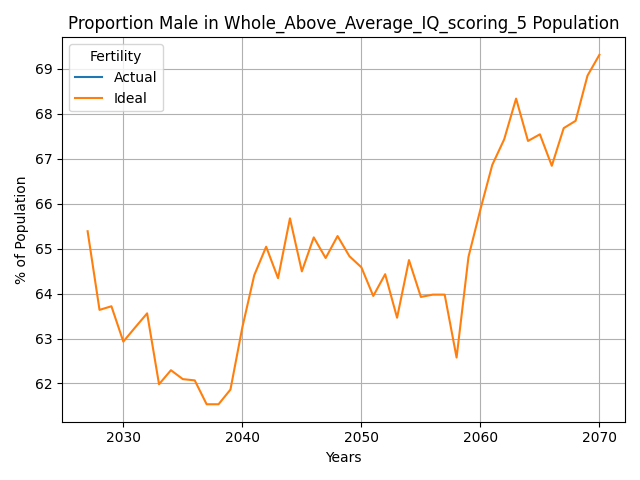 Proportion Male in Whole_Above_Average_IQ_scoring_5 Population
Fertility
Actual
Ideal
% of Population
69
68
67
66
65
64
63
62
2030
2040
2050
2060
2070
Years